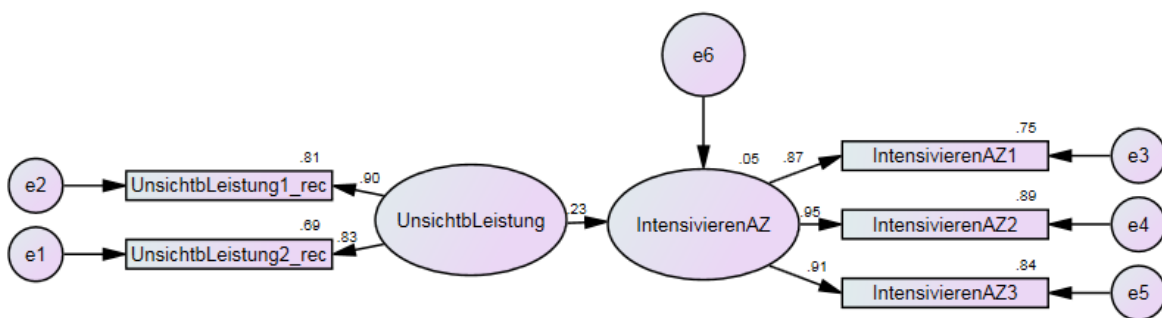 e6
.81
.75
e2
UnsichtbLeistung1_rec
.90
.05
.87
IntensivierenAZ1
e3
.69
.89
e1
UnsichtbLeistung2_rec
.83
UnsichtbLeistung
.23
IntensivierenAZ
.95
IntensivierenAZ2
e4
.91
.84
IntensivierenAZ3
e5